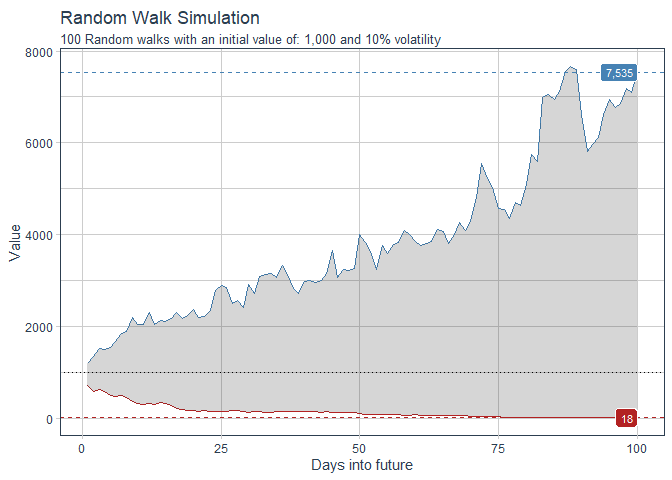 Random Walk Simulation
100 Random walks with an initial value of: 1,000 and 10% volatility
8000
7,535
6000
4000
Value
2000
0
18
0 25 50 75 100
Days into future